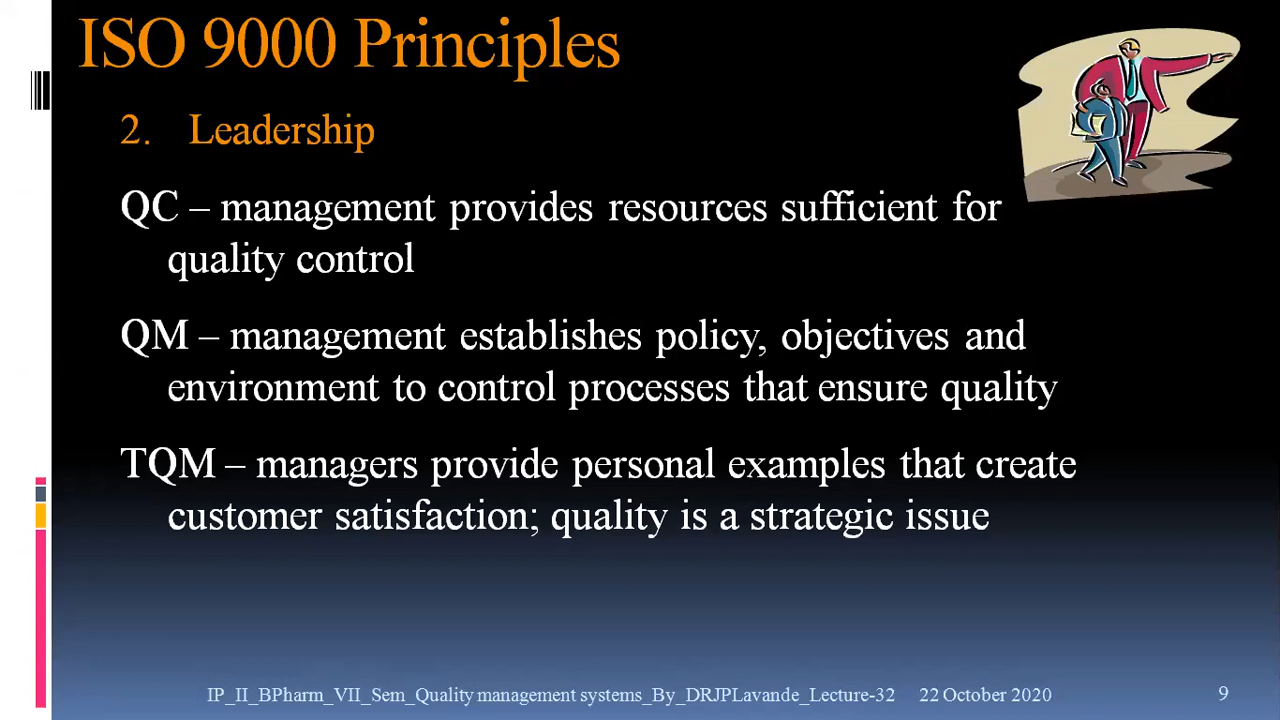 ISO 9000 Principles
2. Leadership
QC – management provides resources sufficient for
quality control
QM – management establishes policy, objectives and
environment to control processes that ensure quality
TQM – managers provide personal examples that create
customer satisfaction; quality is a strategic issue
IP_II_BPharm_VII_Sem_Quality management systems_By_DRJPLavande_Lecture-32 22 October 2020 9